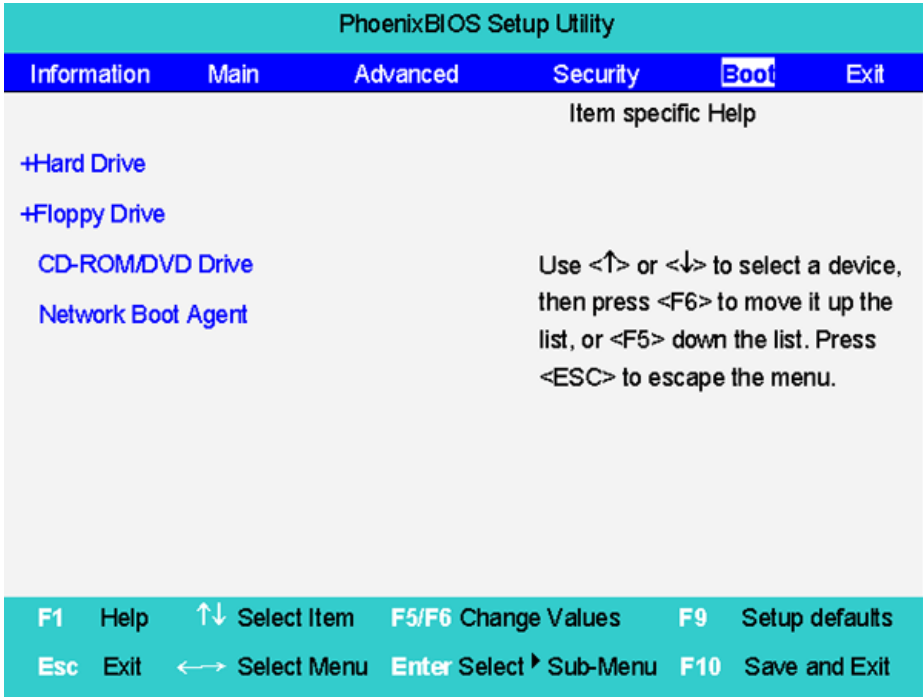 PhoenixBIOS Setup Utility
Information Main Advanced Security Boot Exit
Item specific Help
+Hard Drive
+Floppy Drive
CD-ROM/DVD Drive
Network Boot Agent
Use <↑> or <↓> to select a device,
then press <F6> to move it up the
list, or <F5> down the list. Press
<ESC> to escape the menu.
F1 Help ↑↓ Select Item F5/F6 Change Values F9 Setup defaults
Esc Exit ←→ Select Menu Enter Select ▸ Sub-Menu F10 Save and Exit